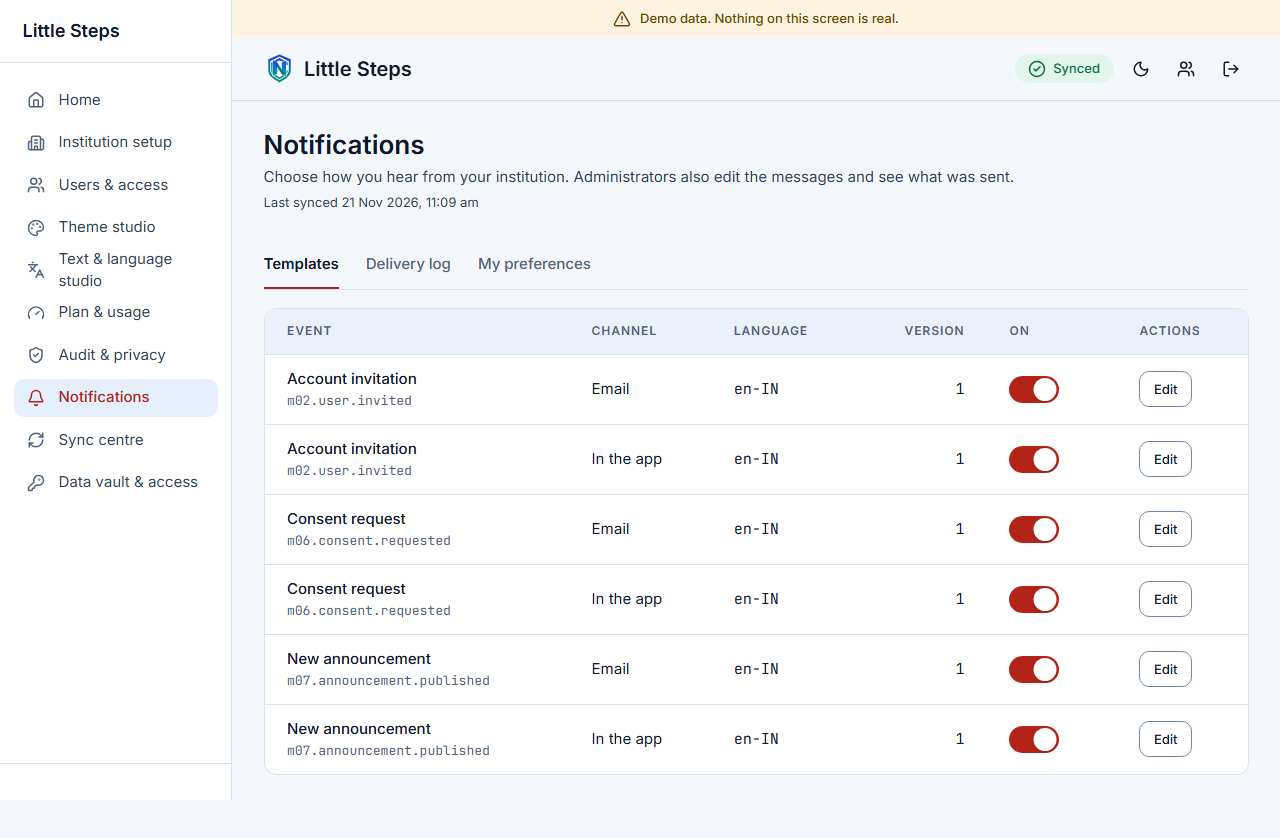 Little Steps
Demo data. Nothing on this screen is real.
Little Steps
Synced
Home
Institution setup
Users & access
Theme studio
Text & language
studio
Plan & usage
Audit & privacy
Notifications
Sync centre
Data vault & access
Notifications
Choose how you hear from your institution. Administrators also edit the messages and see what was sent.
Last synced 21 Nov 2026, 11:09 am
Templates Delivery log My preferences
EVENT CHANNEL LANGUAGE VERSION ON ACTIONS
Account invitation
m02.user.invited
Email en-IN 1 Edit
Account invitation
m02.user.invited
In the app en-IN 1 Edit
Consent request
m06.consent.requested
Email en-IN 1 Edit
Consent request
m06.consent.requested
In the app en-IN 1 Edit
New announcement
m07.announcement.published
Email en-IN 1 Edit
New announcement
m07.announcement.published
In the app en-IN 1 Edit